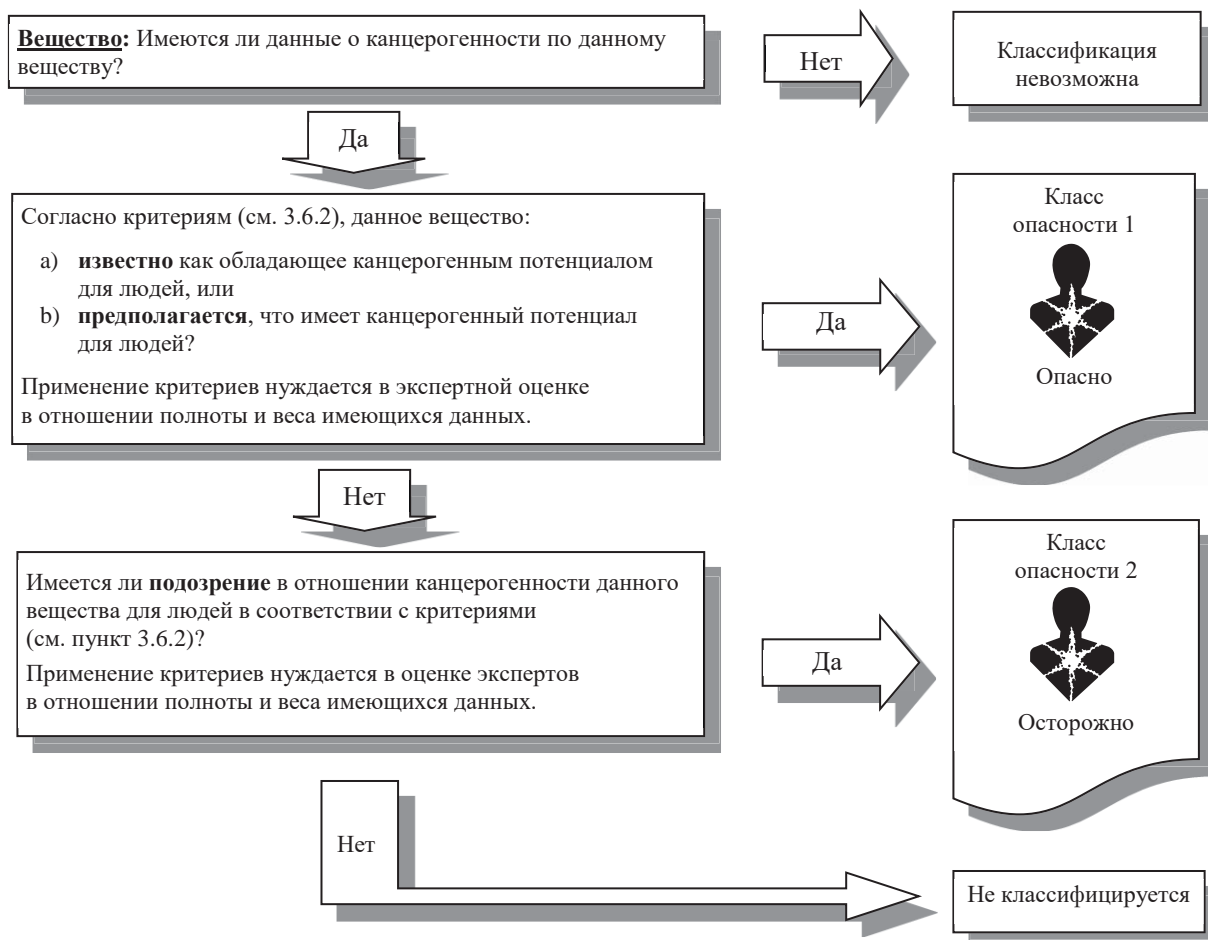 Вещество: Имеются ли данные о канцерогенности по данному
веществу?
Нет
Классификация
невозможна
Да
Согласно критериям (см. 3.6.2), данное вещество:
a) известно как обладающее канцерогенным потенциалом
для людей, или
b) предполагается, что имеет канцерогенный потенциал
для людей?
Применение критериев нуждается в экспертной оценке
в отношении полноты и веса имеющихся данных.
Да
Класс
опасности 1
Опасно
Нет
Имеется ли подозрение в отношении канцерогенности данного
вещества для людей в соответствии с критериями
(см. пункт 3.6.2)?
Применение критериев нуждается в оценке экспертов
в отношении полноты и веса имеющихся данных.
Да
Класс
опасности 2
Осторожно
Нет
Не классифицируется